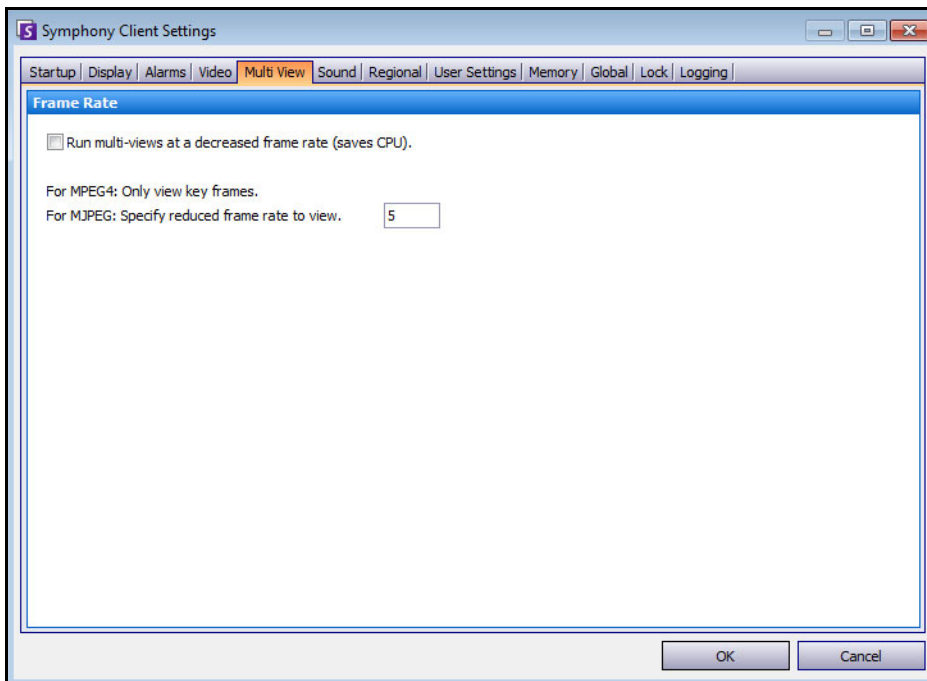 S Symphony Client Settings
Startup Display Alarms Video Multi View Sound Regional User Settings Memory Global Lock Logging
Frame Rate
Run multi-views at a decreased frame rate (saves CPU).
For MPEG4: Only view key frames.
For MJPEG: Specify reduced frame rate to view. 5
OK Cancel